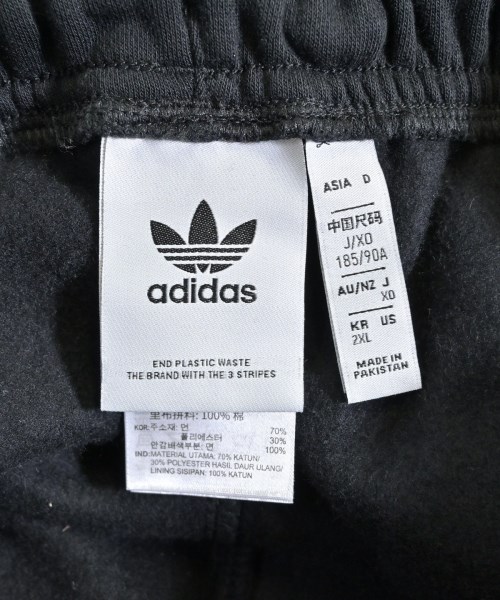 adidas
END PLASTIC WASTE
THE BRAND WITH THE 3 STRIPES
ASIA D
中国尺码
J/XO
185/90A
AU/NZ J
XO
KR US
2XL
MADE IN
PAKISTAN
里布拼料: 100% 棉
KOR: 주소재: 면 70%
폴리에스터 30%
안감배색부분: 면 100%
IND: MATERIAL UTAMA: 70% KATUN/
30% POLYESTER HASIL DAUR ULANG/
LINING SISIPAN: 100% KATUN